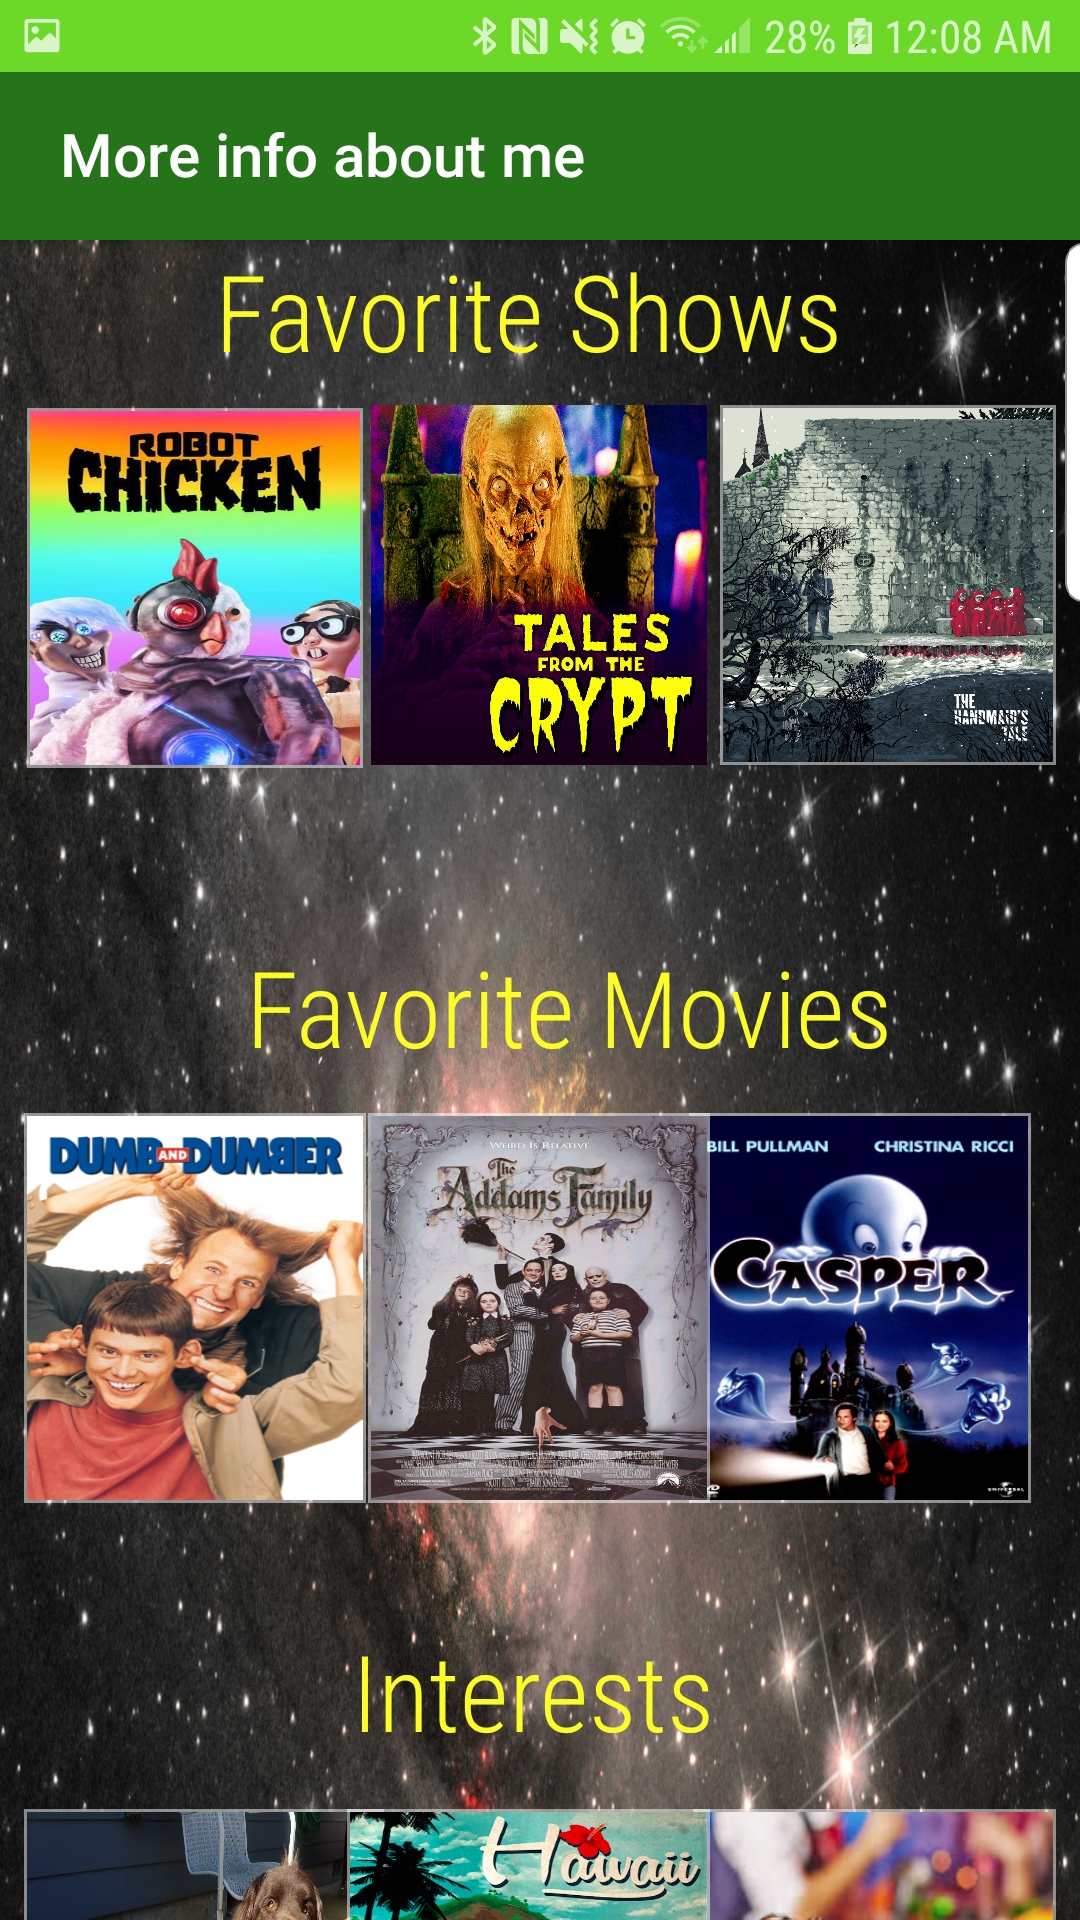 28% 12:08 AM
More info about me
Favorite Shows
ROBOT
CHICKEN
TALES
FROM THE
CRYPT
THE
HANDMAID'S
TALE
Favorite Movies
DUMB AND DUMBER
WEIRD IS RELATIVE
The
Addams Family
BILL PULLMAN CHRISTINA RICCI
CASPER
UNIVERSAL
Interests
Hawaii